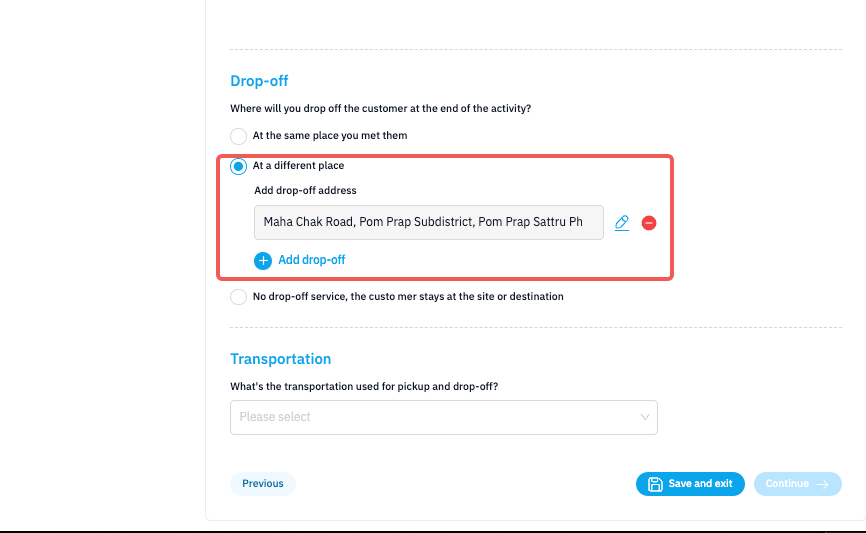 Drop-off
Where will you drop off the customer at the end of the activity?
At the same place you met them
At a different place
Add drop-off address
Maha Chak Road, Pom Prap Subdistrict, Pom Prap Sattru Ph
Add drop-off
No drop-off service, the custo mer stays at the site or destination
Transportation
What's the transportation used for pickup and drop-off?
Please select
Previous
Save and exit
Continue